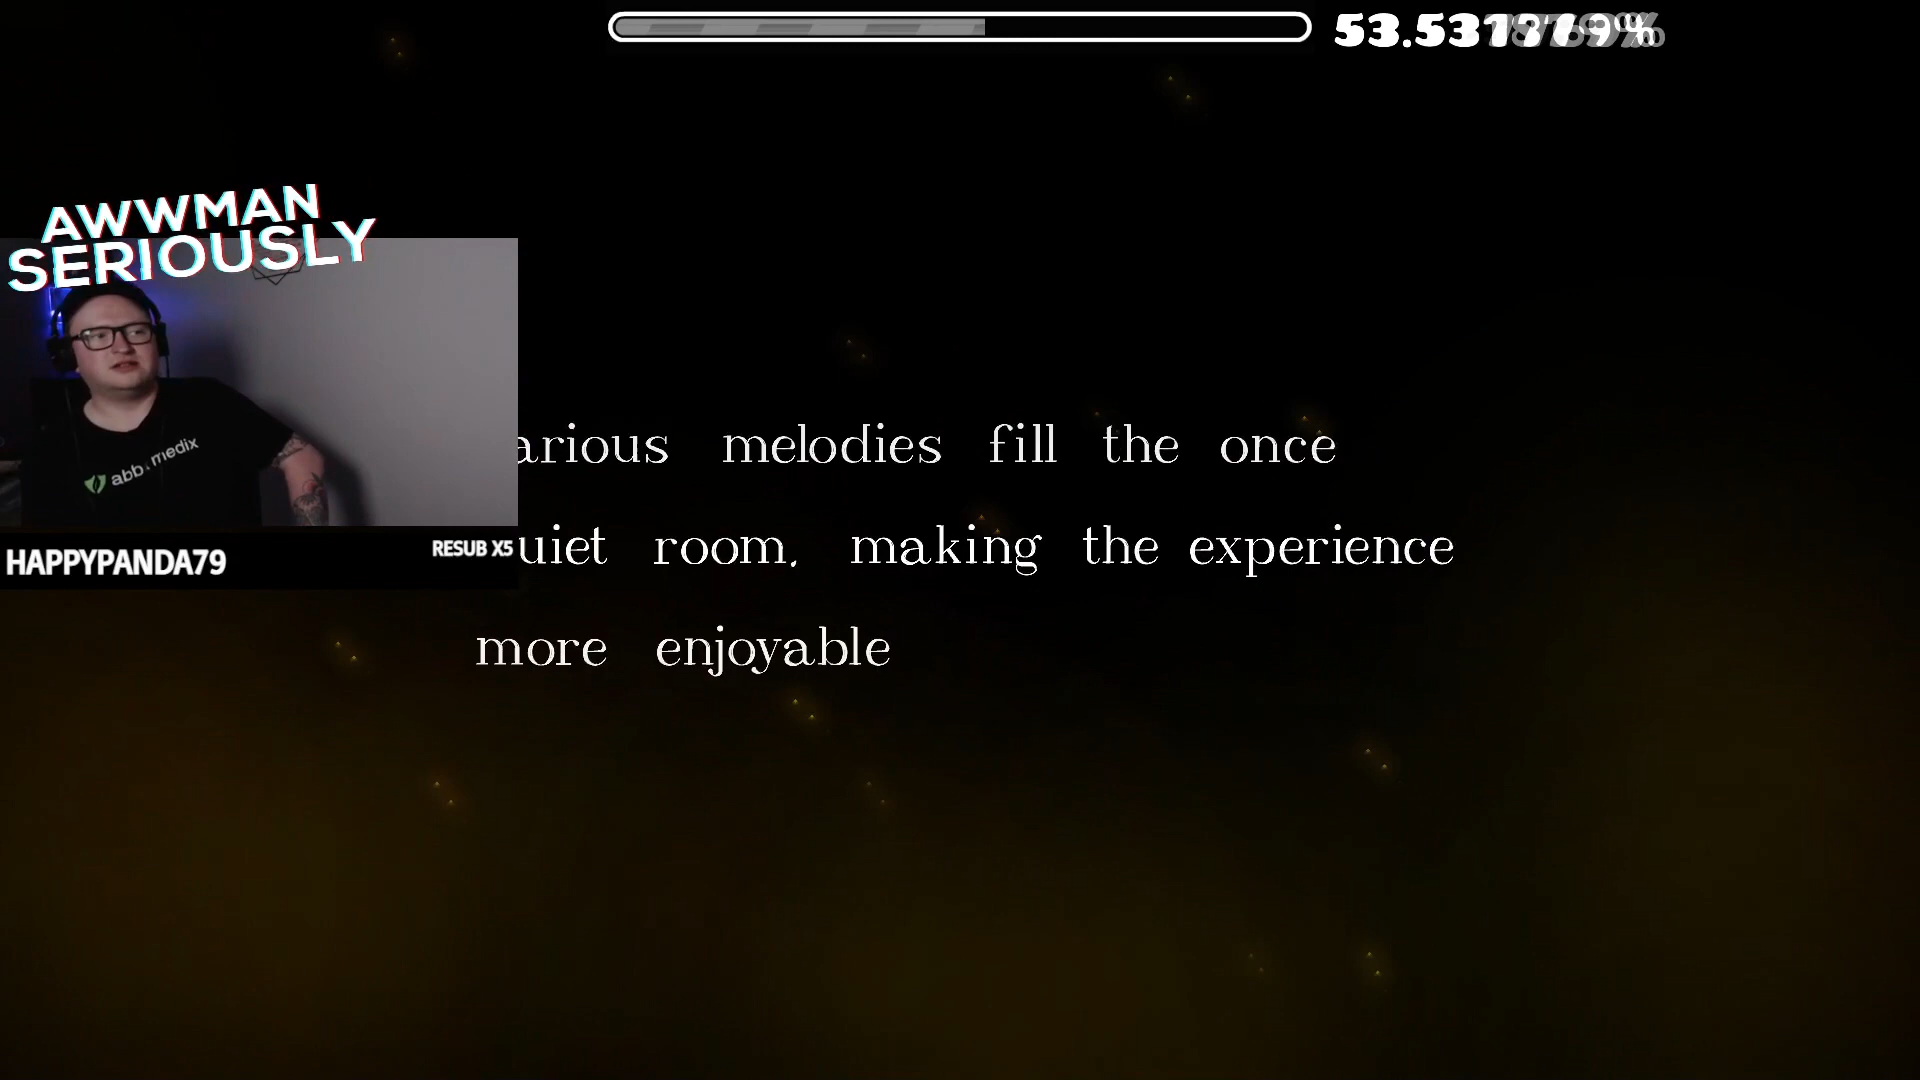 53.531
AWWMAN
SERIOUSLY
abb medix
arious melodies fill the once
uiet room, making the experience
more enjoyable
HAPPYPANDA79
RESUB X5